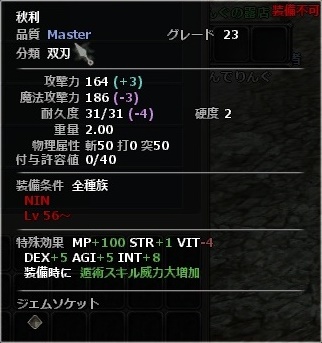 秋利
装備不可
品質 Master グレード 23
分類 双刃
攻撃力 164 (+3)
魔法攻撃力 186 (-3)
耐久度 31/31 (-4) 硬度 2
重量 2.00
物理属性 斬50 打0 突50
付与許容値 0/40
装備条件 全種族
NIN
Lv 56～
特殊効果 MP+100 STR+1 VIT-4
DEX+5 AGI+5 INT+8
装備時に 遁術スキル威力大増加
ジェムソケット